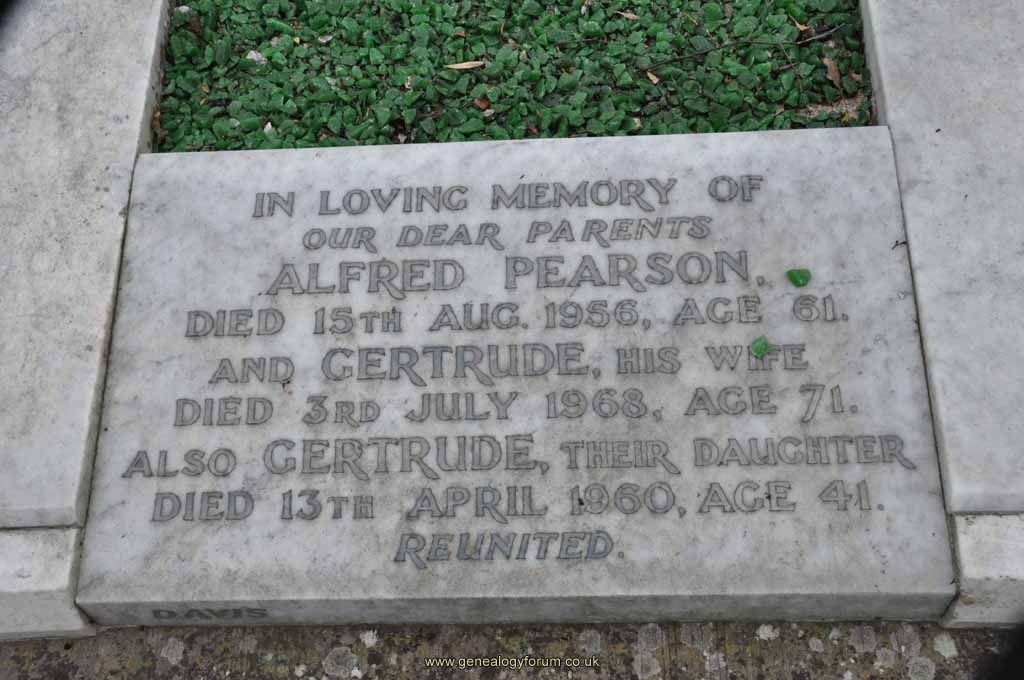 IN LOVING MEMORY OF
OUR DEAR PARENTS
ALFRED PEARSON.
DIED 15TH AUG. 1956, AGE 61.
AND GERTRUDE, HIS WIFE
DIED 3RD JULY 1968, AGE 71.
ALSO GERTRUDE, THEIR DAUGHTER
DIED 13TH APRIL 1960, AGE 41.
REUNITED.
DAVIS
www.genealogyforum.co.uk